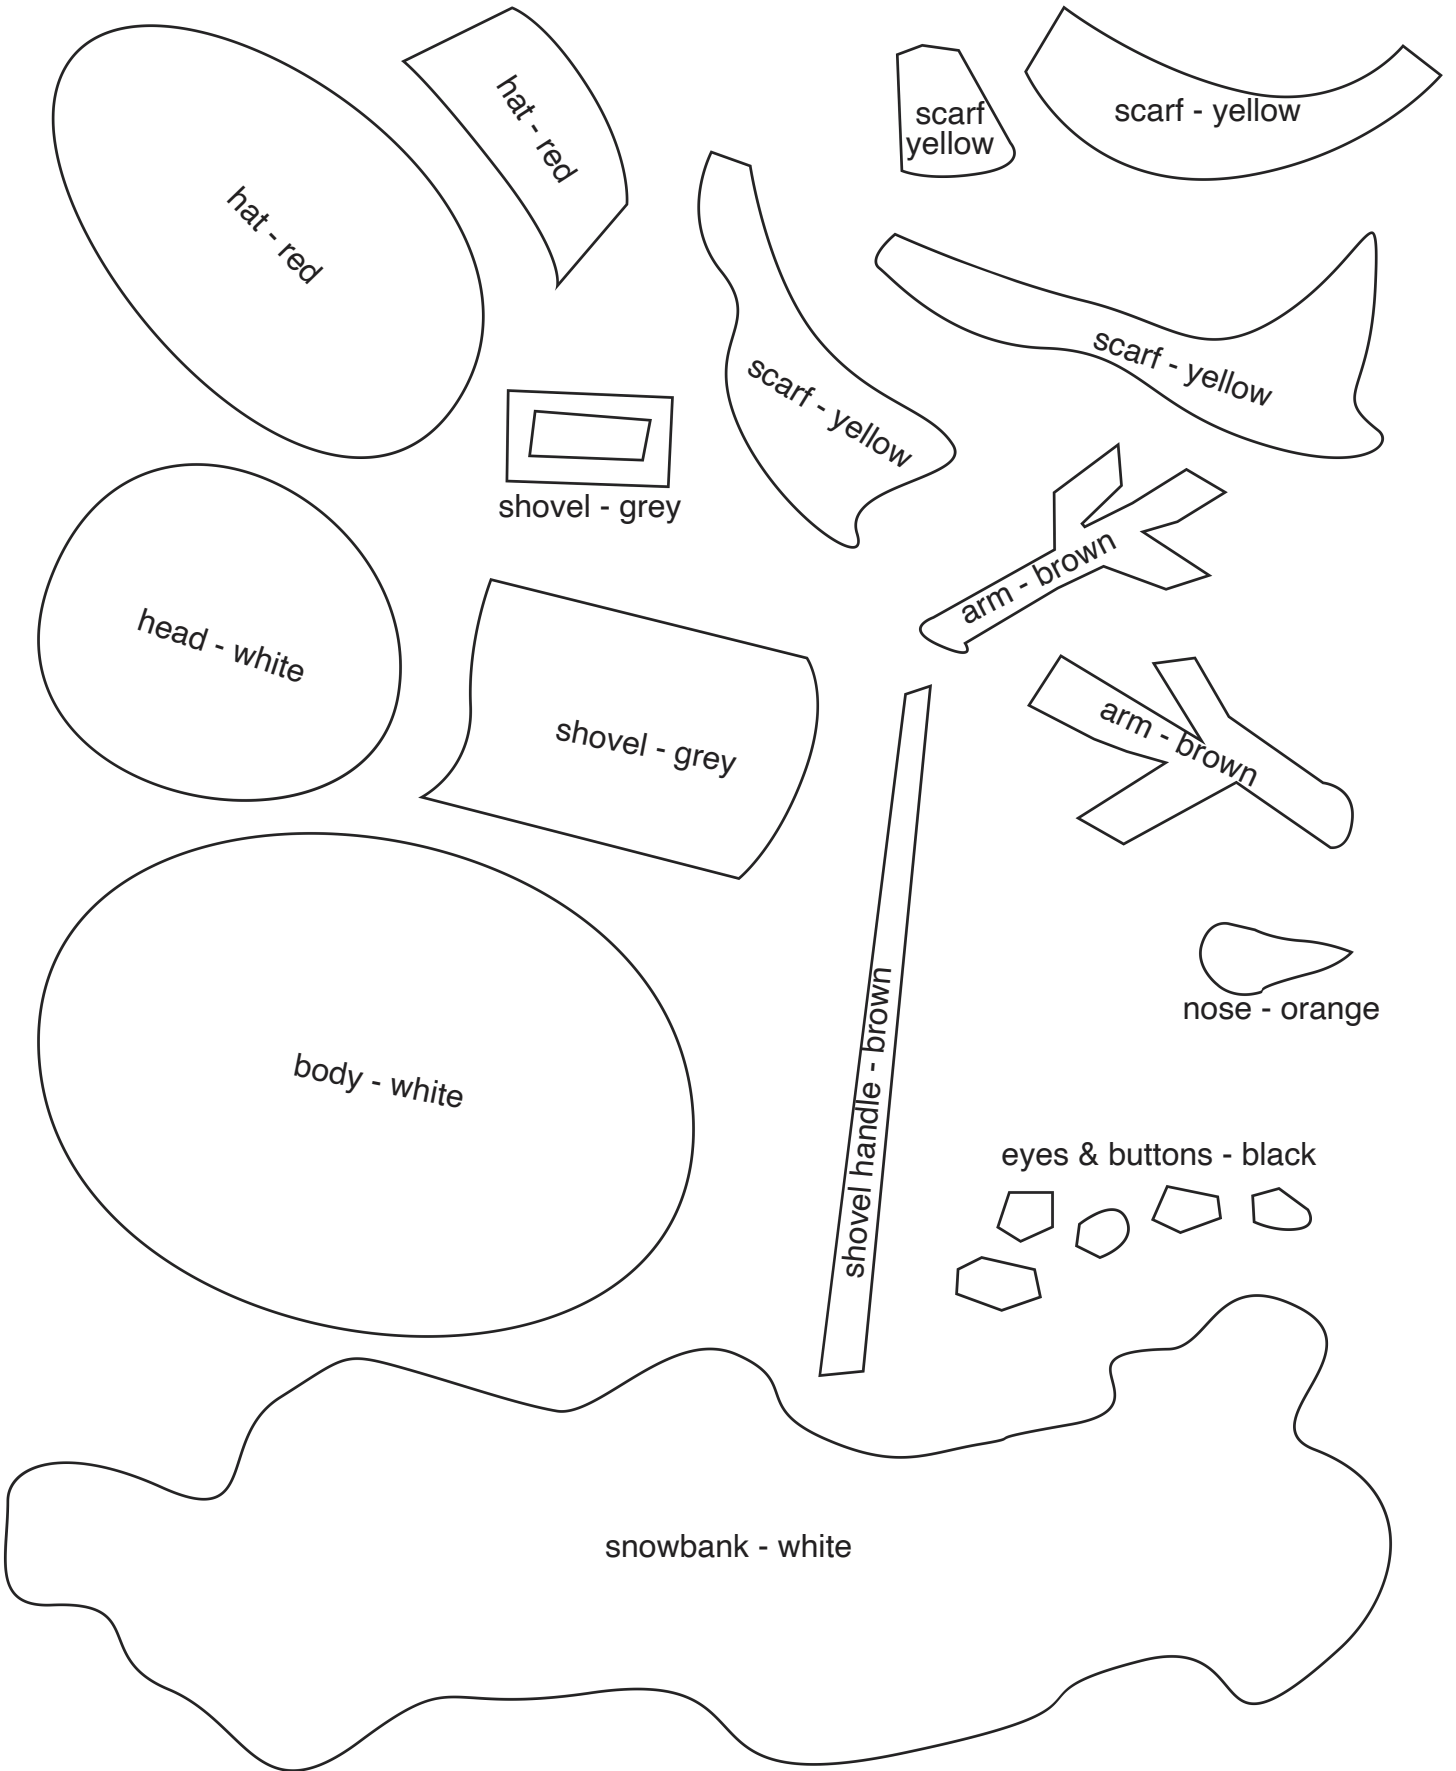 hat - red
hat - red
scarf
yellow
scarf - yellow
scarf - yellow
scarf - yellow
shovel - grey
arm - brown
head - white
shovel - grey
arm - brown
nose - orange
body - white
shovel handle - brown
eyes & buttons - black
snowbank - white